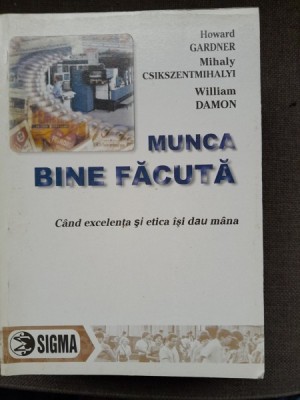 Howard
GARDNER
Mihaly
CSIKSZENTMIHALYI
William
DAMON
MUNCA
BINE FĂCUTĂ
Când excelența și etica își dau mâna
SIGMA